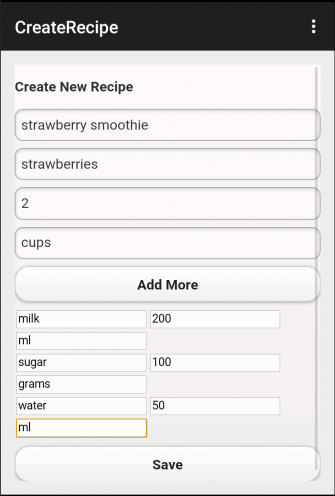 CreateRecipe
Create New Recipe
strawberry smoothie
strawberries
2
cups
Add More
milk 200
ml
sugar 100
grams
water 50
ml
Save